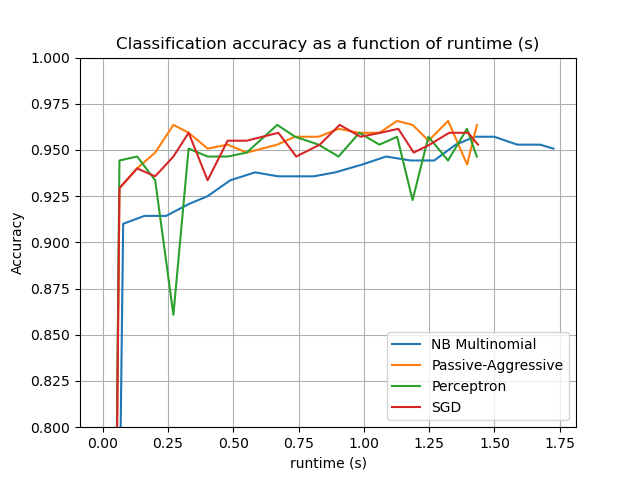 Classification accuracy as a function of runtime (s)
1.000
0.975
0.950
0.925
0.900
0.875
0.850
0.825
0.800
Accuracy
NB Multinomial
Passive-Aggressive
Perceptron
SGD
0.00 0.25 0.50 0.75 1.00 1.25 1.50 1.75
runtime (s)